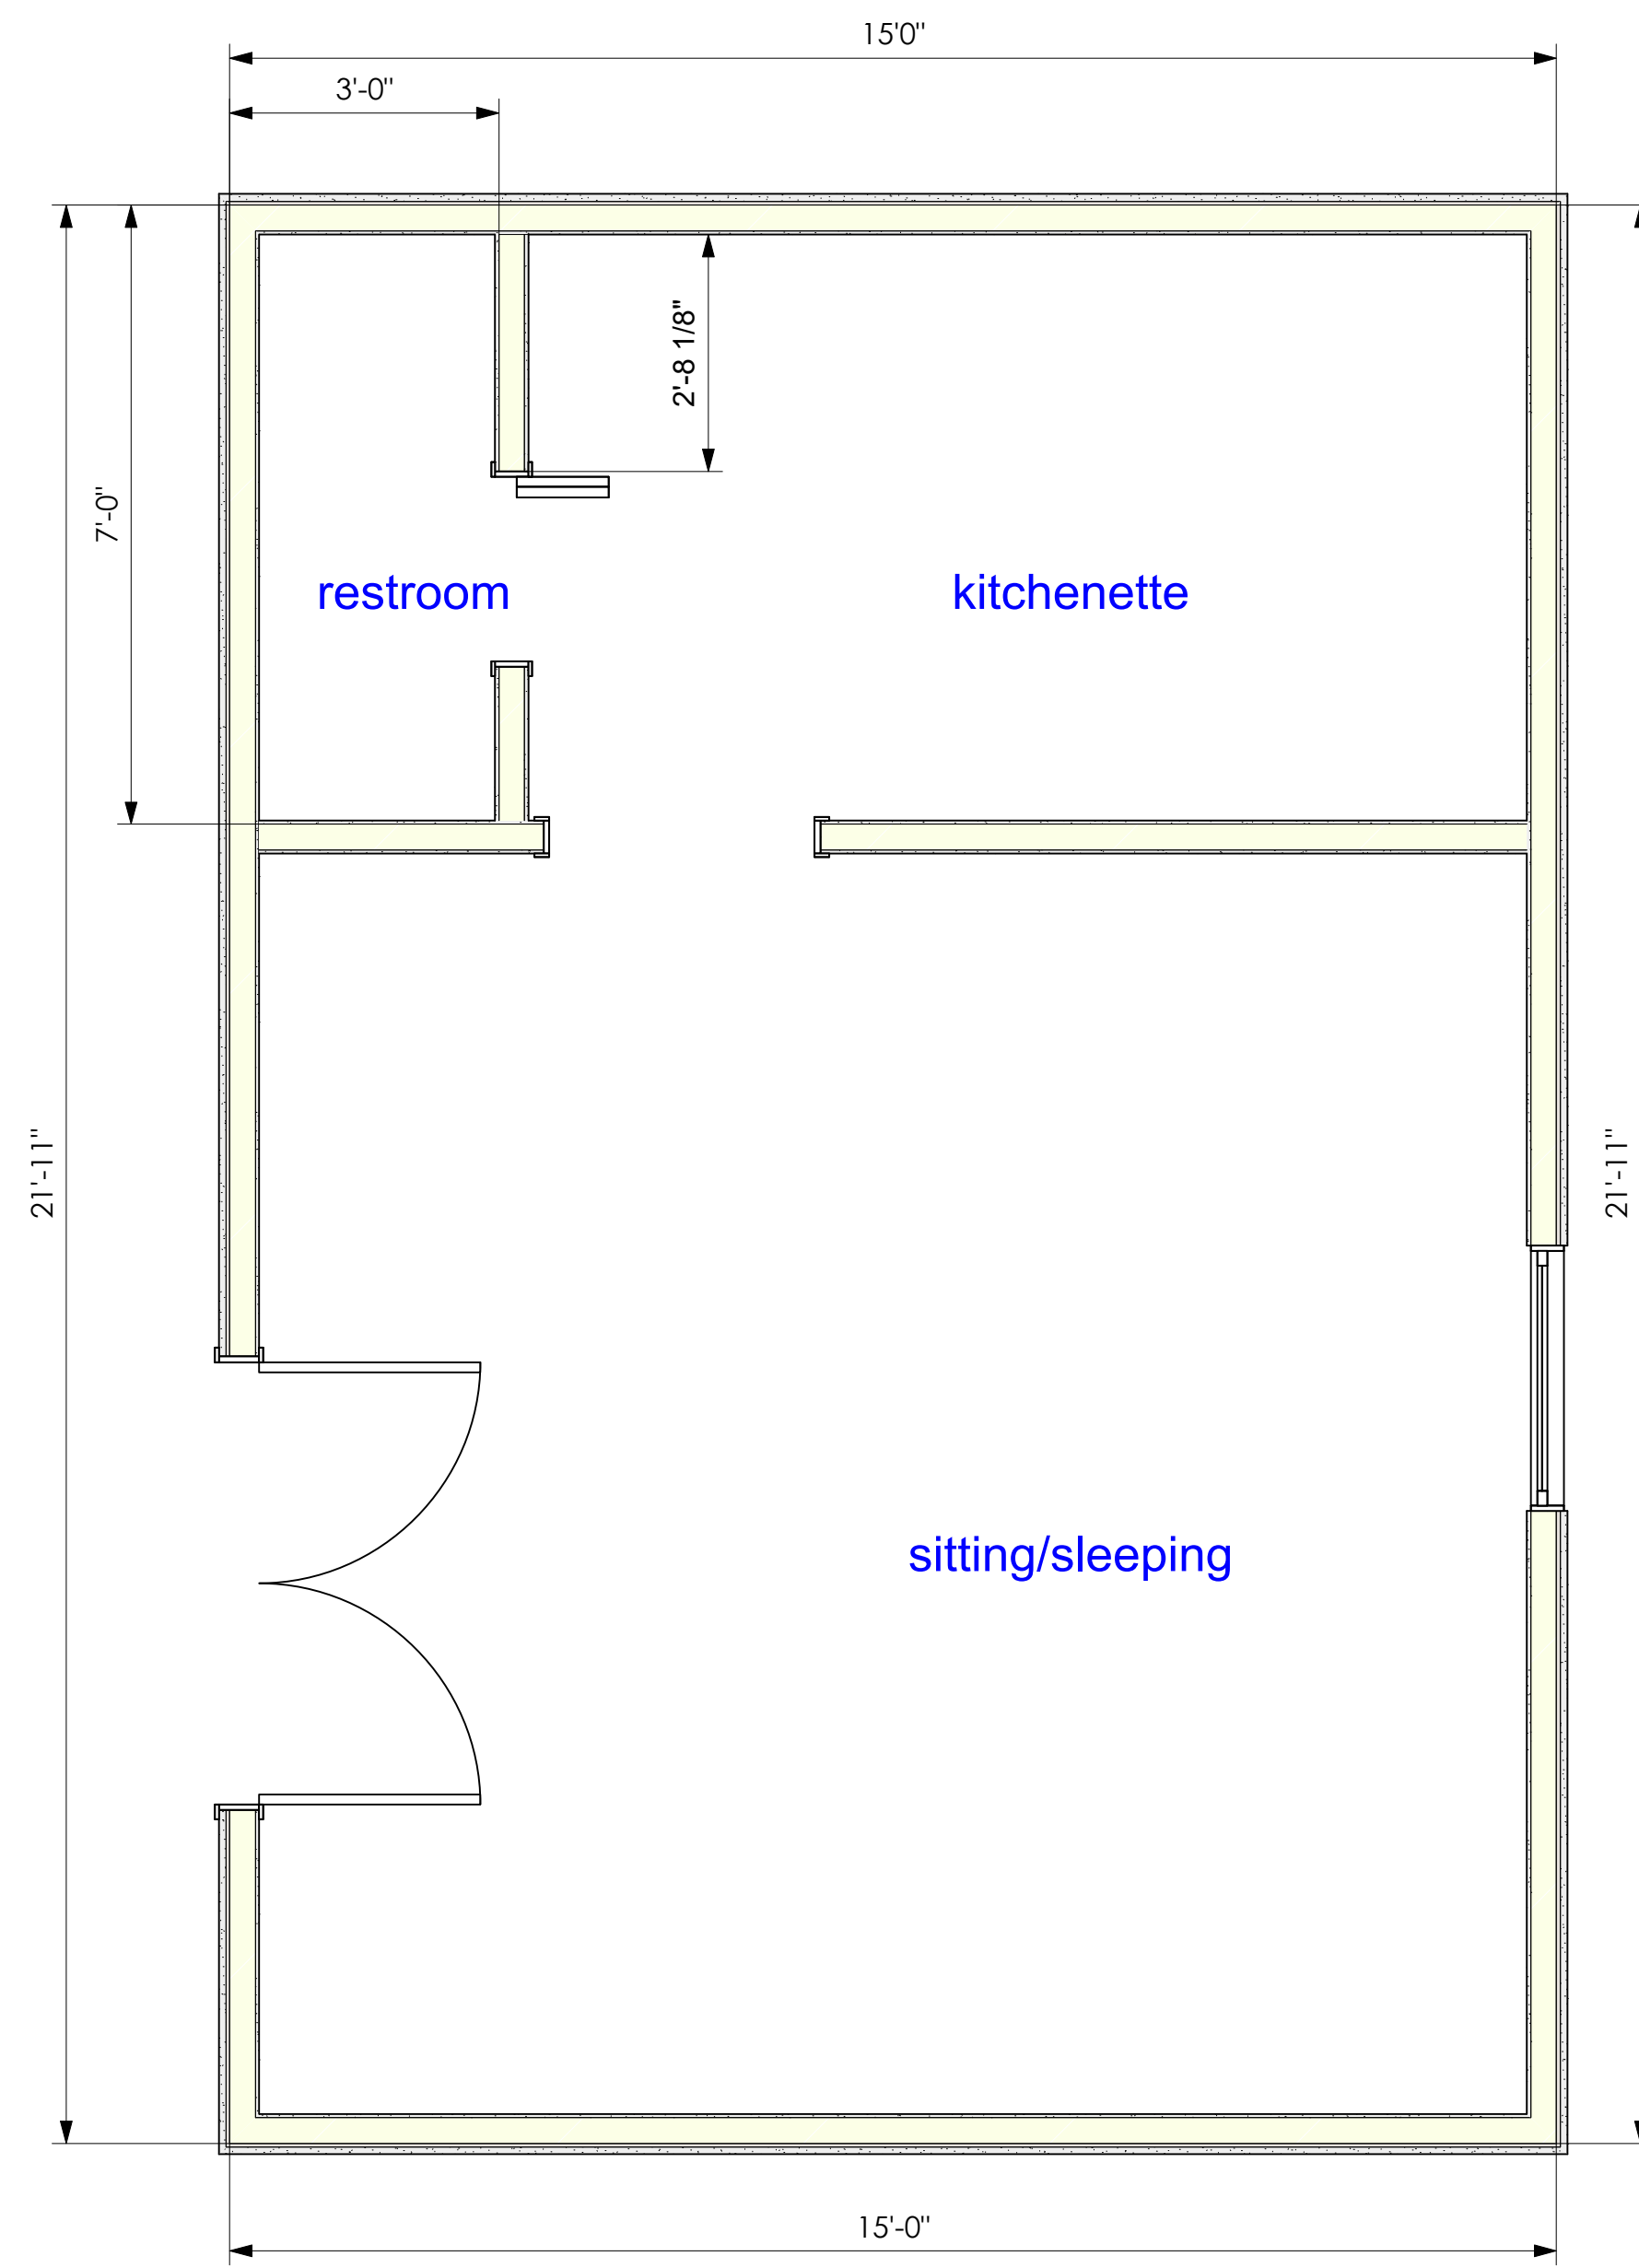 15'0"
3'-0"
2'-8 1/8"
7'-0"
restroom
kitchenette
21'-11"
21'-11"
sitting/sleeping
15'-0"